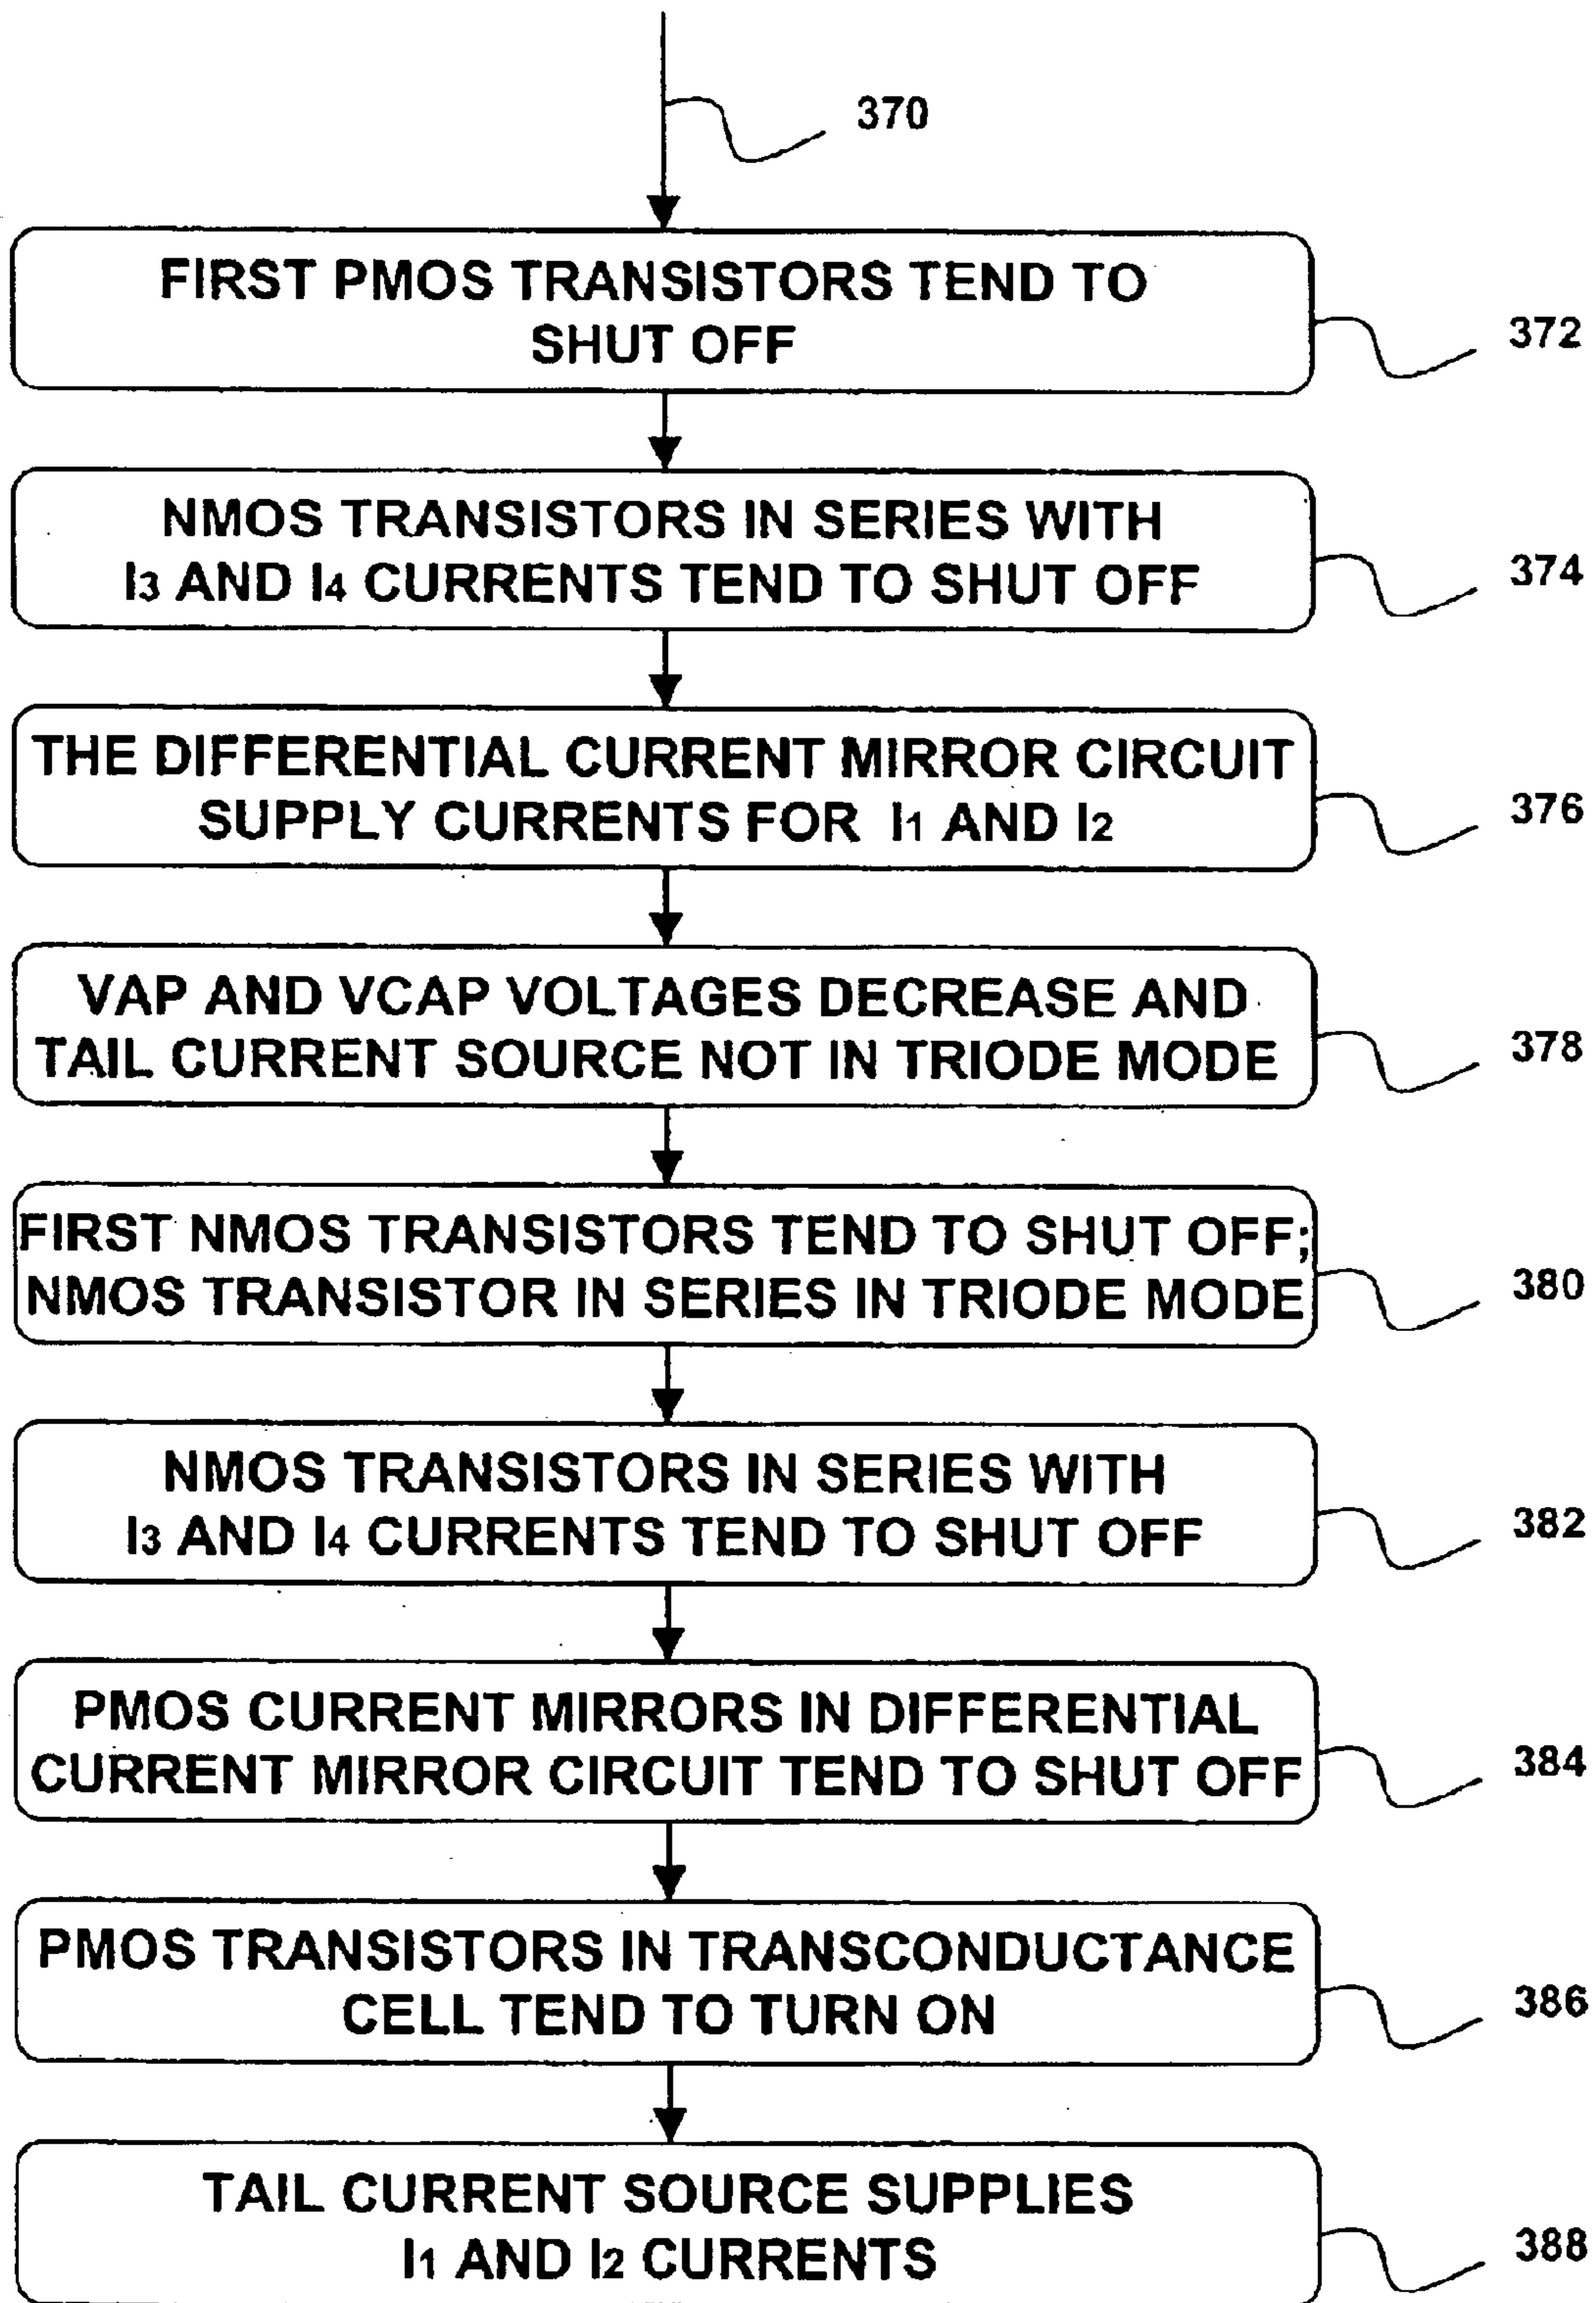 370
FIRST PMOS TRANSISTORS TEND TO
SHUT OFF
372
NMOS TRANSISTORS IN SERIES WITH
I3 AND I4 CURRENTS TEND TO SHUT OFF
374
THE DIFFERENTIAL CURRENT MIRROR CIRCUIT
SUPPLY CURRENTS FOR I1 AND I2
376
VAP AND VCAP VOLTAGES DECREASE AND
TAIL CURRENT SOURCE NOT IN TRIODE MODE
378
FIRST NMOS TRANSISTORS TEND TO SHUT OFF;
NMOS TRANSISTOR IN SERIES IN TRIODE MODE
380
NMOS TRANSISTORS IN SERIES WITH
I3 AND I4 CURRENTS TEND TO SHUT OFF
382
PMOS CURRENT MIRRORS IN DIFFERENTIAL
CURRENT MIRROR CIRCUIT TEND TO SHUT OFF
384
PMOS TRANSISTORS IN TRANSCONDUCTANCE
CELL TEND TO TURN ON
386
TAIL CURRENT SOURCE SUPPLIES
I1 AND I2 CURRENTS
388